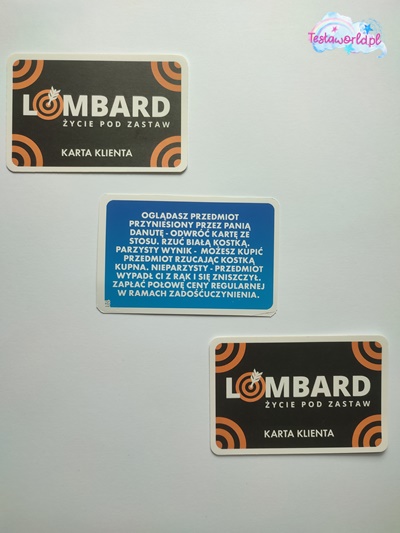 Testaworld.pl
LOMBARD
ŻYCIE POD ZASTAW
KARTA KLIENTA
OGLĄDASZ PRZEDMIOT
PRZYNIESIONY PRZEZ PANIĄ
DANUTĘ - ODWRÓĆ KARTĘ ZE
STOSU. RZUĆ BIAŁĄ KOSTKĄ.
PARZYSTY WYNIK - MOŻESZ KUPIĆ
PRZEDMIOT RZUCAJĄC KOSTKĄ
KUPNA. NIEPARZYSTY - PRZEDMIOT
WYPADŁ CI Z RĄK I SIĘ ZNISZCZYŁ.
ZAPŁAĆ POŁOWĘ CENY REGULARNEJ
W RAMACH ZADOŚĆUCZYNIENIA.
LOMBARD
ŻYCIE POD ZASTAW
KARTA KLIENTA